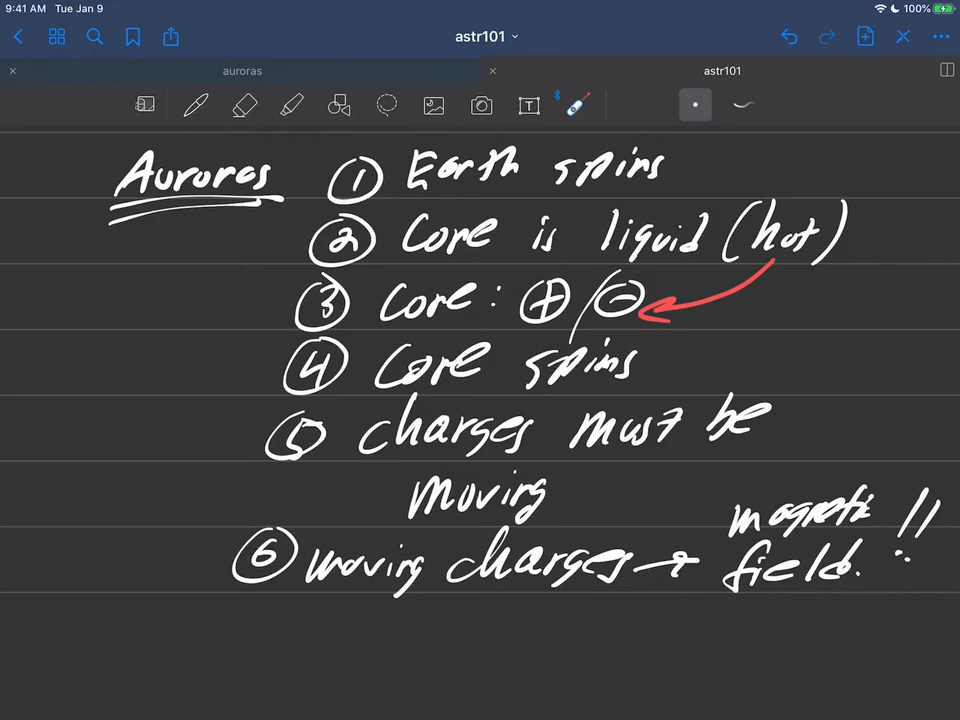 9:41 AM Tue Jan 9
100%
astr101
auroras
astr101
T
Auroras
① Earth spins
② Core is liquid (hot)
③ Core: ⊕/⊖
④ Core spins
⑤ charges must be
moving
⑥ moving charges → magnetic
field. !!